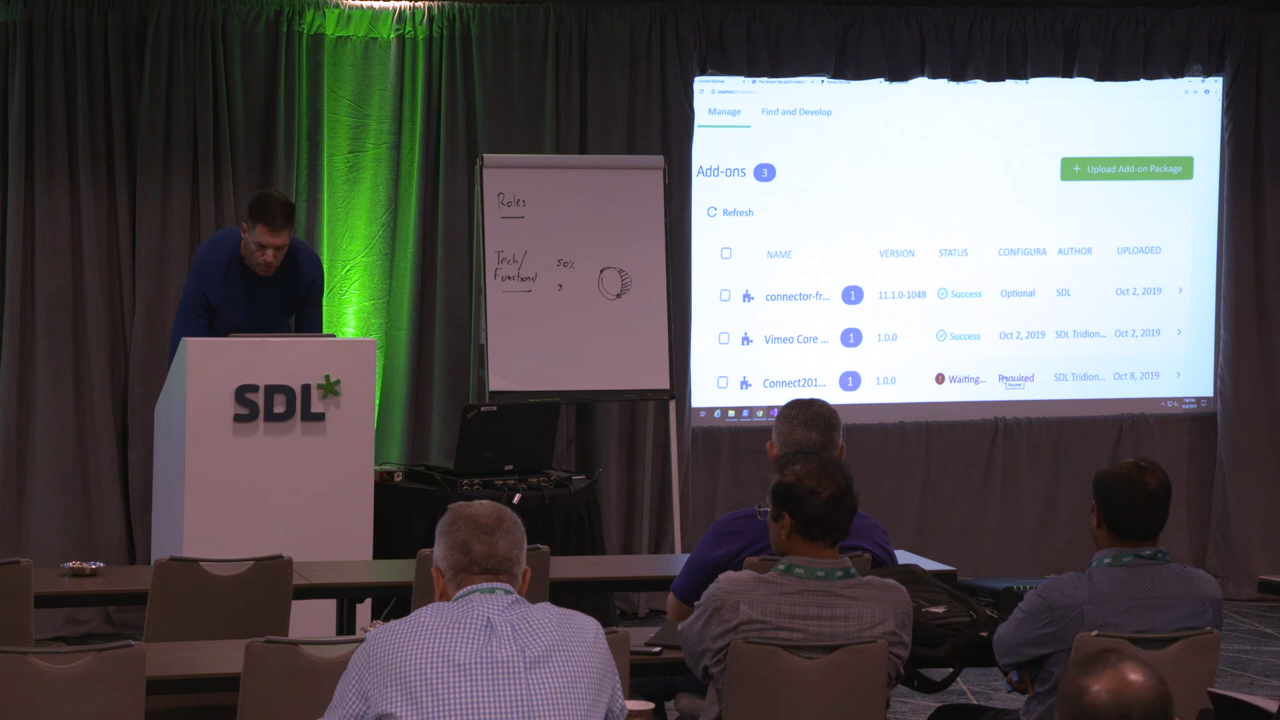 SDL
Roles
Tech/
Functional
50%
?
Manage Find and Develop
Add-ons 3
+ Upload Add-on Package
Refresh
NAME VERSION STATUS CONFIGURA AUTHOR UPLOADED
connector-fr... 1 11.1.0-1048 Success Optional SDL Oct 2, 2019
Vimeo Core ... 1 1.0.0 Success Oct 2, 2019 SDL Tridion... Oct 2, 2019
Connect201... 1 1.0.0 Waiting... Required SDL Tridion... Oct 8, 2019
Required